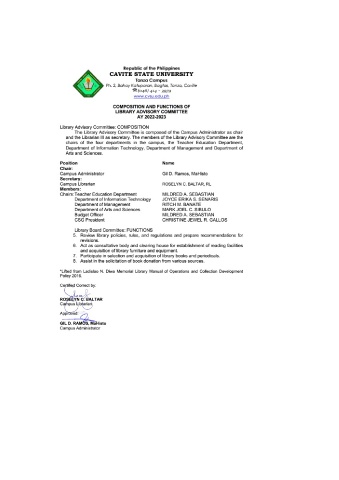 Republic of the Philippines
CAVITE STATE UNIVERSITY
Tanza Campus
Ph. 2, Bahay Katuparan, Bagtas, Tanza, Cavite
www.cvsu.edu.ph
COMPOSITION AND FUNCTIONS OF
LIBRARY ADVISORY COMMITTEE
AY 2022-2023
Library Advisory Committee: COMPOSITION
The Library Advisory Committee is composed of the Campus Administrator as chair
and the Librarian III as secretary. The members of the Library Advisory Committee are the
chairs of the four departments in the campus, the Teacher Education Department,
Department of Information Technology, Department of Management and Department of
Arts and Sciences.
Position Name
Chair:
Campus Administrator Gil D. Ramos, MAHists
Secretary:
Campus Librarian ROSELYN C. BALTAR, RL
Members:
Chairs: Teacher Education Department MILDRED A. SEBASTIAN
Department of Information Technology JOYCE ERIKA S. SENARIS
Department of Management RITCH M. BANATE
Department of Arts and Sciences MARK JOEL C. SIBULO
Budget Officer MILDRED A. SEBASTIAN
CSG President CHRISTINE JEWEL R. GALLOS
Library Board Committee: FUNCTIONS
5. Review library policies, rules, and regulations and prepare recommendations for
revisions.
6. Act as consultative body and clearing house for establishment of reading facilities
and acquisition of library furniture and equipment.
7. Participate in selection and acquisition of library books and periodicals.
8. Assist in the solicitation of book donation from various sources.
*Lifted from Ladislao N. Diwa Memorial Library Manual of Operations and Collection Development
Policy 2016.
Certified Correct by:
ROSELYN C. BALTAR
Campus Librarian
Approved:
GIL D. RAMOS, MAHists
Campus Administrator